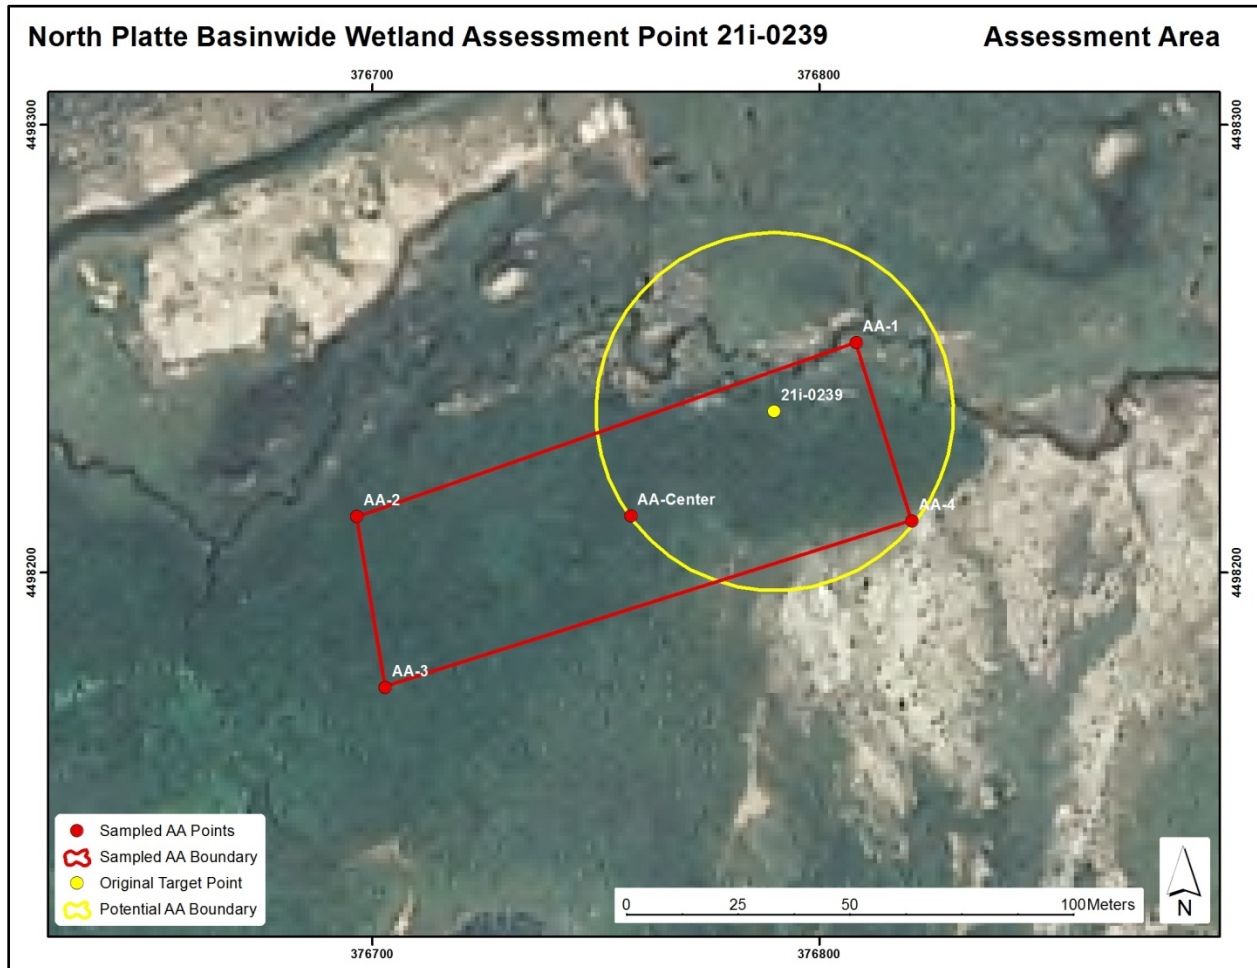 North Platte Basinwide Wetland Assessment Point 21i-0239 Assessment Area
376700 376800
4498300 4498300
AA-1
21i-0239
AA-2
AA-Center
AA-4
4498200 4498200
AA-3
Sampled AA Points
Sampled AA Boundary
Original Target Point
Potential AA Boundary
0 25 50 100 Meters
N
376700 376800